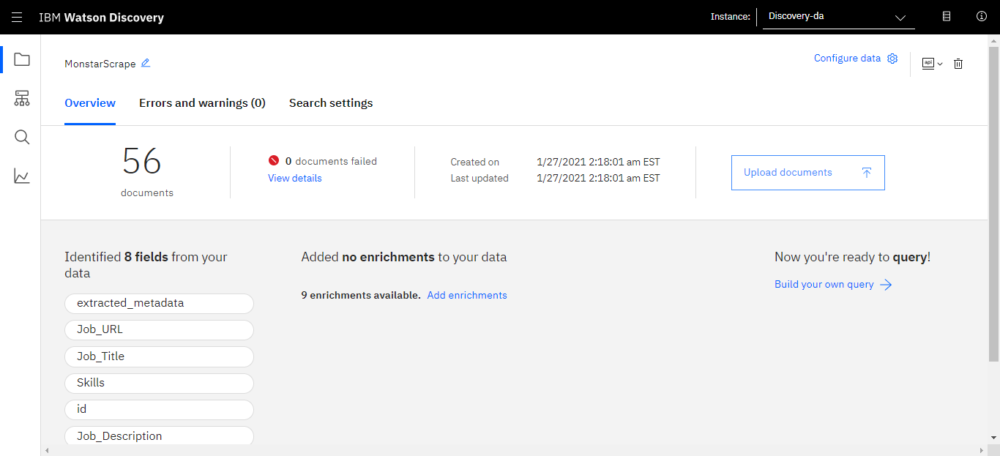 IBM Watson Discovery
Instance:
Discovery-da
MonstarScrape
Configure data
api
Overview
Errors and warnings (0)
Search settings
56
documents
0 documents failed
View details
Created on 1/27/2021 2:18:01 am EST
Last updated 1/27/2021 2:18:01 am EST
Upload documents
Identified 8 fields from your
data
extracted_metadata
Job_URL
Job_Title
Skills
id
Job_Description
Added no enrichments to your data
9 enrichments available. Add enrichments
Now you're ready to query!
Build your own query